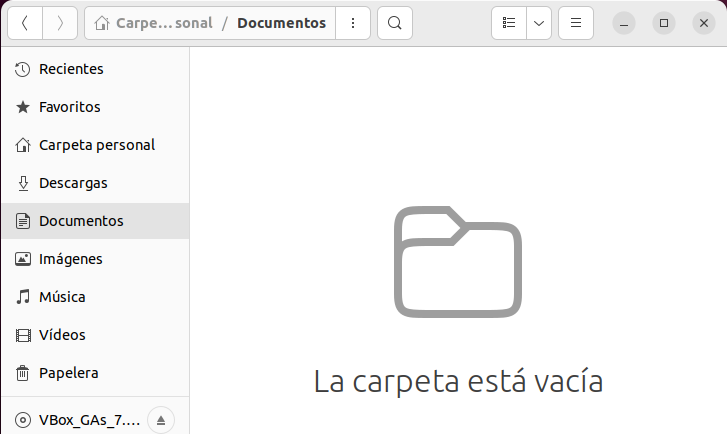 Carpe...sonal / Documentos
Recientes
Favoritos
Carpeta personal
Descargas
Documentos
Imágenes
Música
Vídeos
Papelera
VBox_GAs_7....
La carpeta está vacía